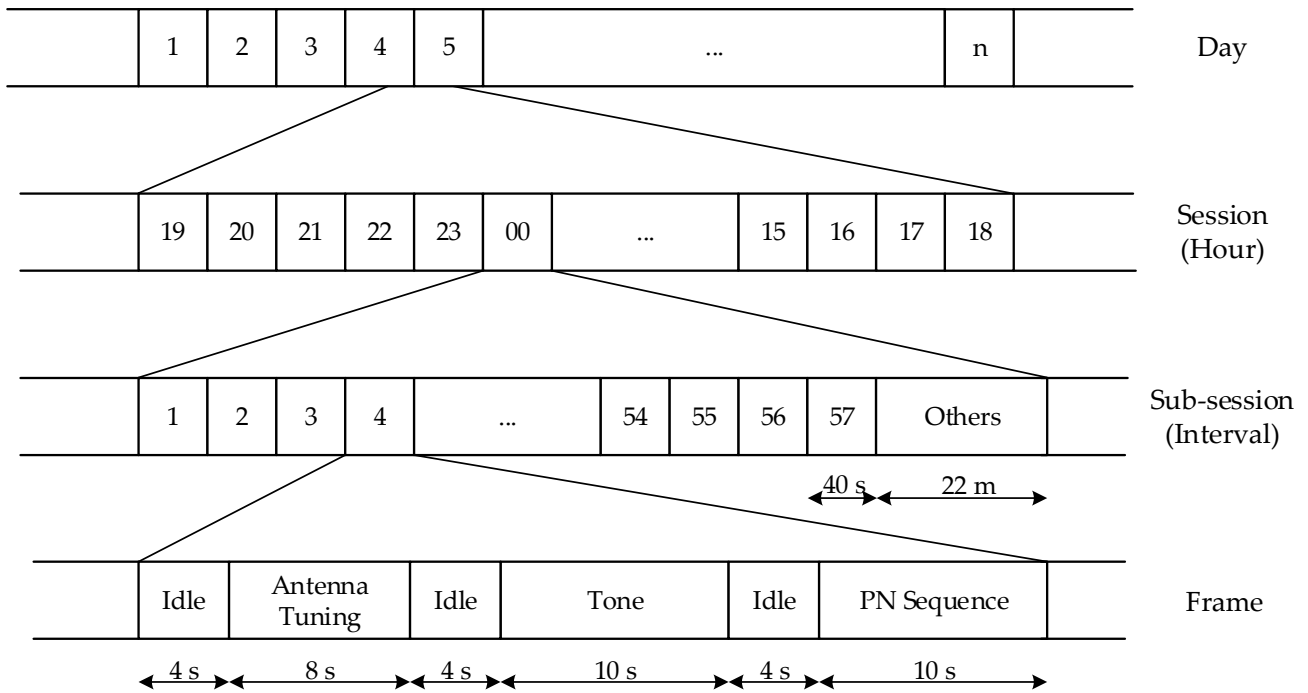 1 2 3 4 5 ... n Day
19 20 21 22 23 00 ... 15 16 17 18 Session
(Hour)
1 2 3 4 ... 54 55 56 57 Others Sub-session
(Interval)
40 s 22 m
Idle Antenna
Tuning Idle Tone Idle PN Sequence Frame
4 s 8 s 4 s 10 s 4 s 10 s